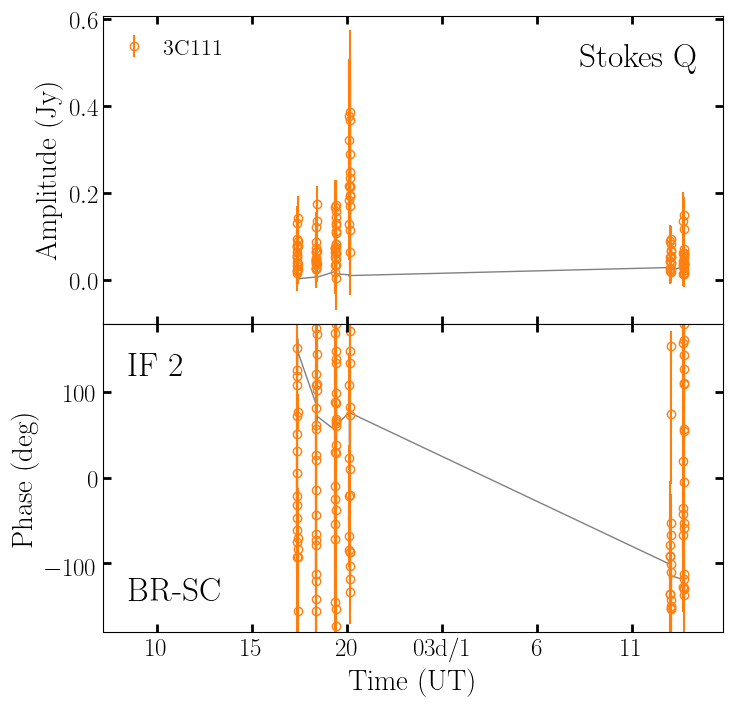 3C111
Stokes Q
Amplitude (Jy)
0.6
0.4
0.2
0.0
IF 2
BR-SC
Phase (deg)
100
0
−100
10 15 20 03d/1 6 11
Time (UT)